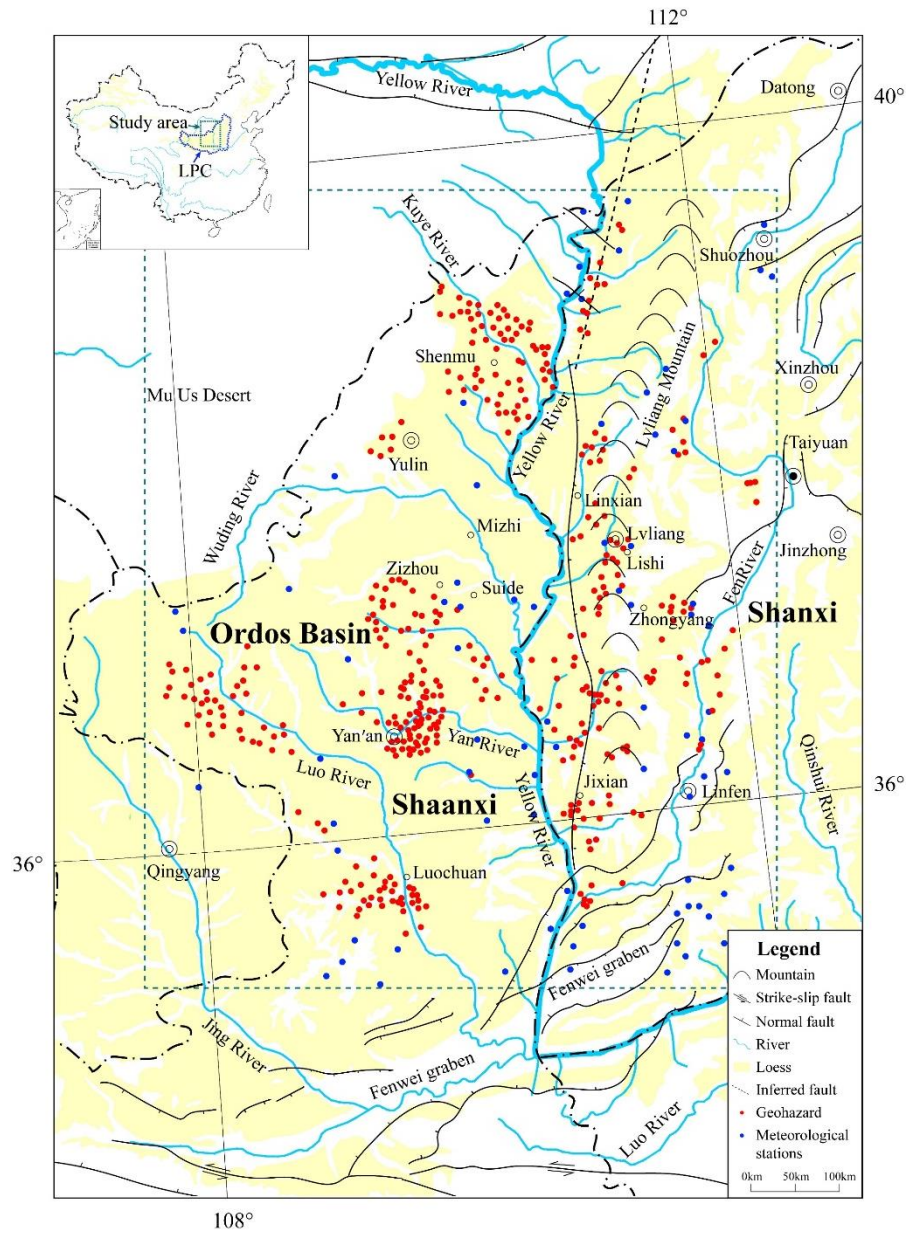 112°
Yellow River
Datong
40°
Study area
LPC
Kuye River
Shuozhou
Shenmu
Lvliang Mountain
Xinzhou
Mu Us Desert
Yellow River
Taiyuan
Yulin
Linxian
Wuding River
Mizhi
Lvliang
Jinzhong
Lishi
FenRiver
Zizhou
Suide
Zhongyang
Shanxi
Ordos Basin
Yan'an
Yan River
Qinshui River
Luo River
Yellow River
Jixian
Linfen
36°
Shaanxi
36°
Qingyang
Luochuan
Fenwei graben
Jing River
Fenwei graben
Luo River
Legend
Mountain
Strike-slip fault
Normal fault
River
Loess
Inferred fault
Geohazard
Meteorological
stations
0km 50km 100km
108°